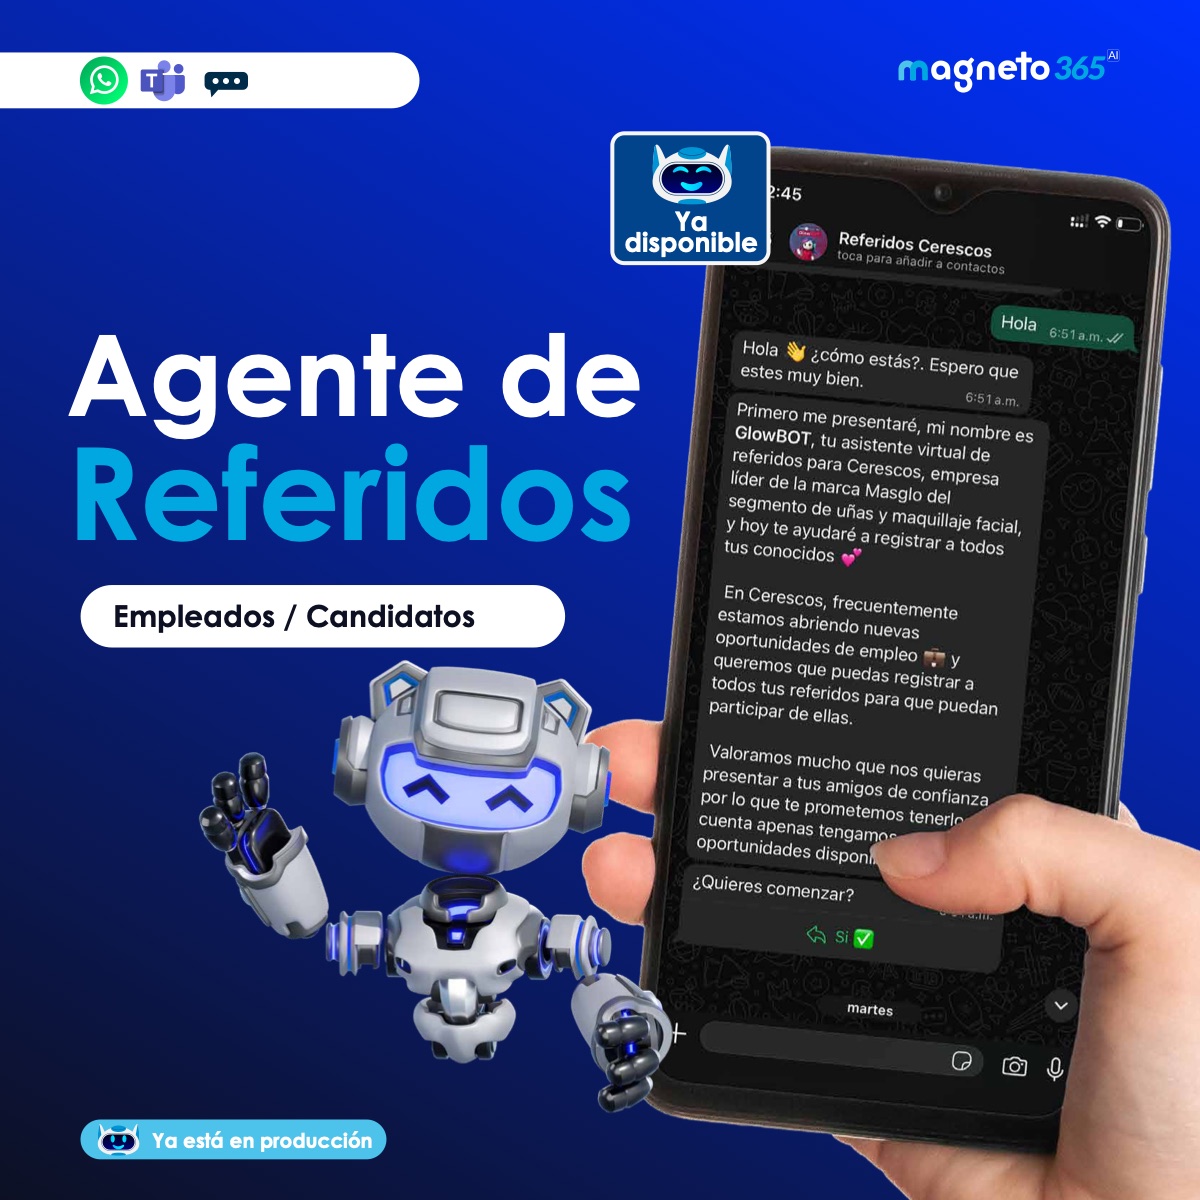 magneto 365 AI
T
Ya
disponible
2:45
Referidos Cerescos
toca para añadir a contactos
Hola 6:51 a.m.
Hola 👋 ¿cómo estás?. Espero que
estes muy bien.
6:51 a.m.
Primero me presentaré, mi nombre es
GlowBOT, tu asistente virtual de
referidos para Cerescos, empresa
líder de la marca Masglo del
segmento de uñas y maquillaje facial,
y hoy te ayudaré a registrar a todos
tus conocidos 💕
En Cerescos, frecuentemente
estamos abriendo nuevas
oportunidades de empleo 💼 y
queremos que puedas registrar a
todos tus referidos para que puedan
participar de ellas.
Valoramos mucho que nos quieras
presentar a tus amigos de confianza
por lo que te prometemos tenerlo
cuenta apenas tengamos
oportunidades
¿Quieres comenzar?
Si ✅
martes
Agente de
Referidos
Empleados / Candidatos
Ya está en producción